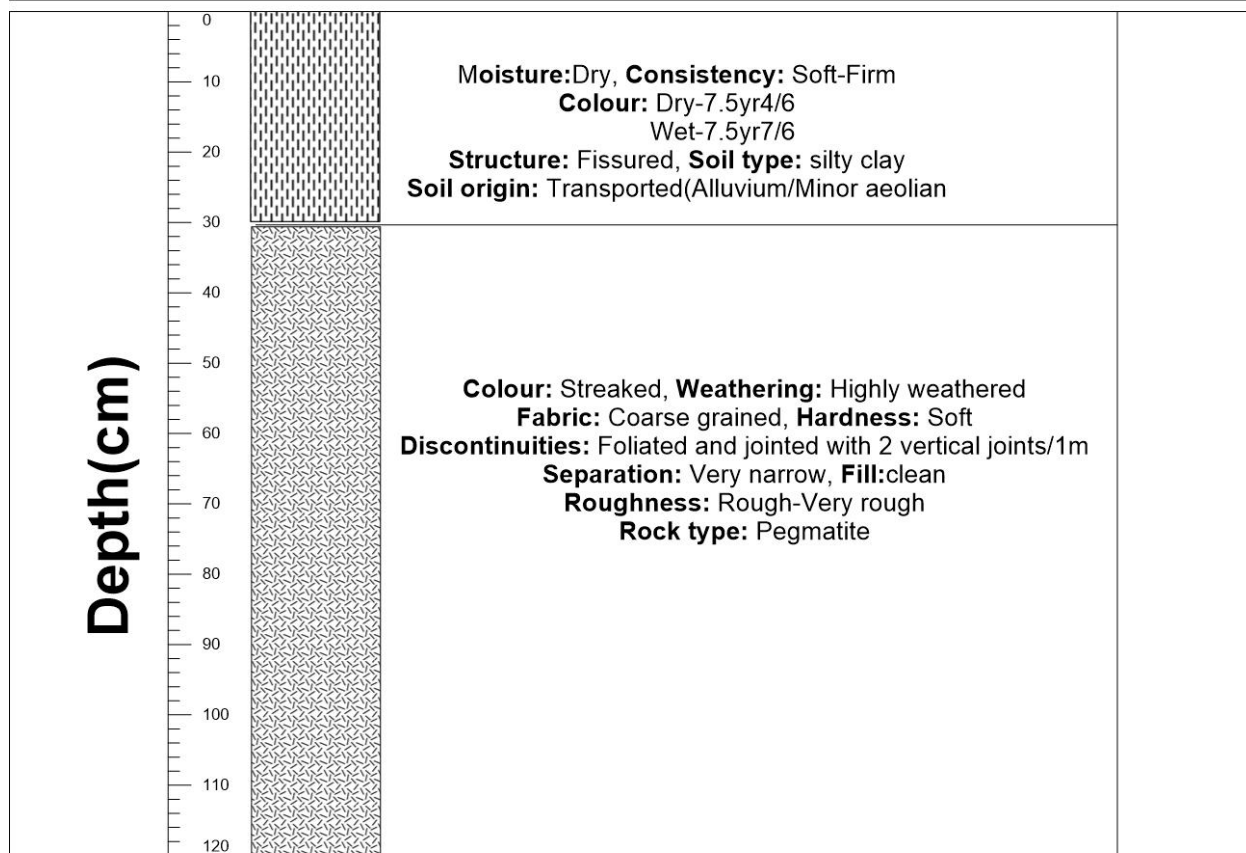 0
10
20
30
40
50
60
70
80
90
100
110
120
Depth(cm)
Moisture:Dry, Consistency: Soft-Firm
Colour: Dry-7.5yr4/6
Wet-7.5yr7/6
Structure: Fissured, Soil type: silty clay
Soil origin: Transported(Alluvium/Minor aeolian
Colour: Streaked, Weathering: Highly weathered
Fabric: Coarse grained, Hardness: Soft
Discontinuities: Foliated and jointed with 2 vertical joints/1m
Separation: Very narrow, Fill:clean
Roughness: Rough-Very rough
Rock type: Pegmatite